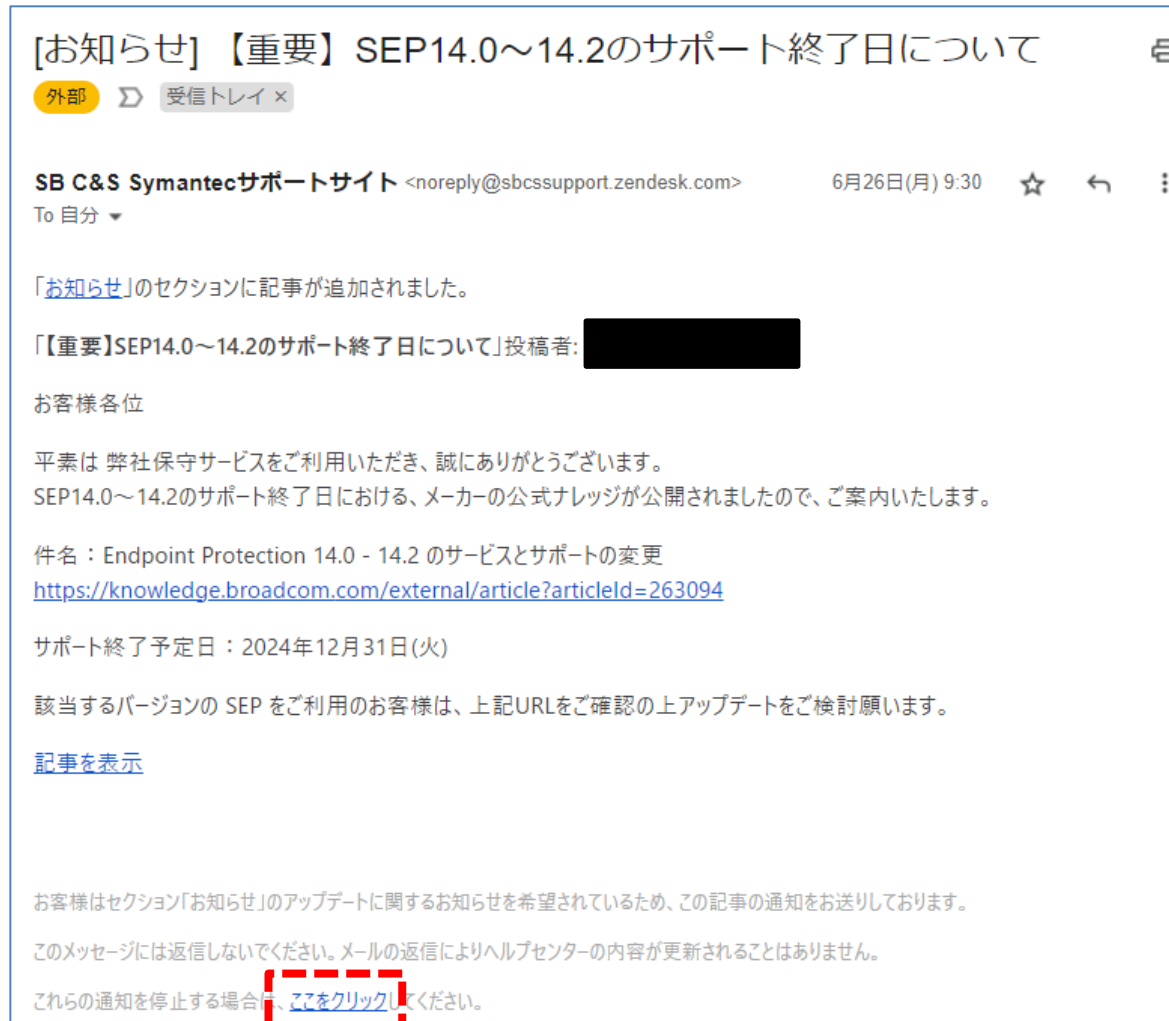 [お知らせ] 【重要】SEP14.0～14.2のサポート終了日について
外部 受信トレイ ×
SB C&S Symantecサポートサイト <noreply@sbcssupport.zendesk.com> 6月26日(月) 9:30
To 自分
「お知らせ」のセクションに記事が追加されました。
「【重要】SEP14.0～14.2のサポート終了日について」投稿者:
お客様各位
平素は 弊社保守サービスをご利用いただき、誠にありがとうございます。
SEP14.0～14.2のサポート終了日における、メーカーの公式ナレッジが公開されましたので、ご案内いたします。
件名：Endpoint Protection 14.0 - 14.2 のサービスとサポートの変更
https://knowledge.broadcom.com/external/article?articleId=263094
サポート終了予定日：2024年12月31日(火)
該当するバージョンの SEP をご利用のお客様は、上記URLをご確認の上アップデートをご検討願います。
記事を表示
お客様はセクション「お知らせ」のアップデートに関するお知らせを希望されているため、この記事の通知をお送りしております。
このメッセージには返信しないでください。メールの返信によりヘルプセンターの内容が更新されることはありません。
これらの通知を停止する場合は、ここをクリックしてください。